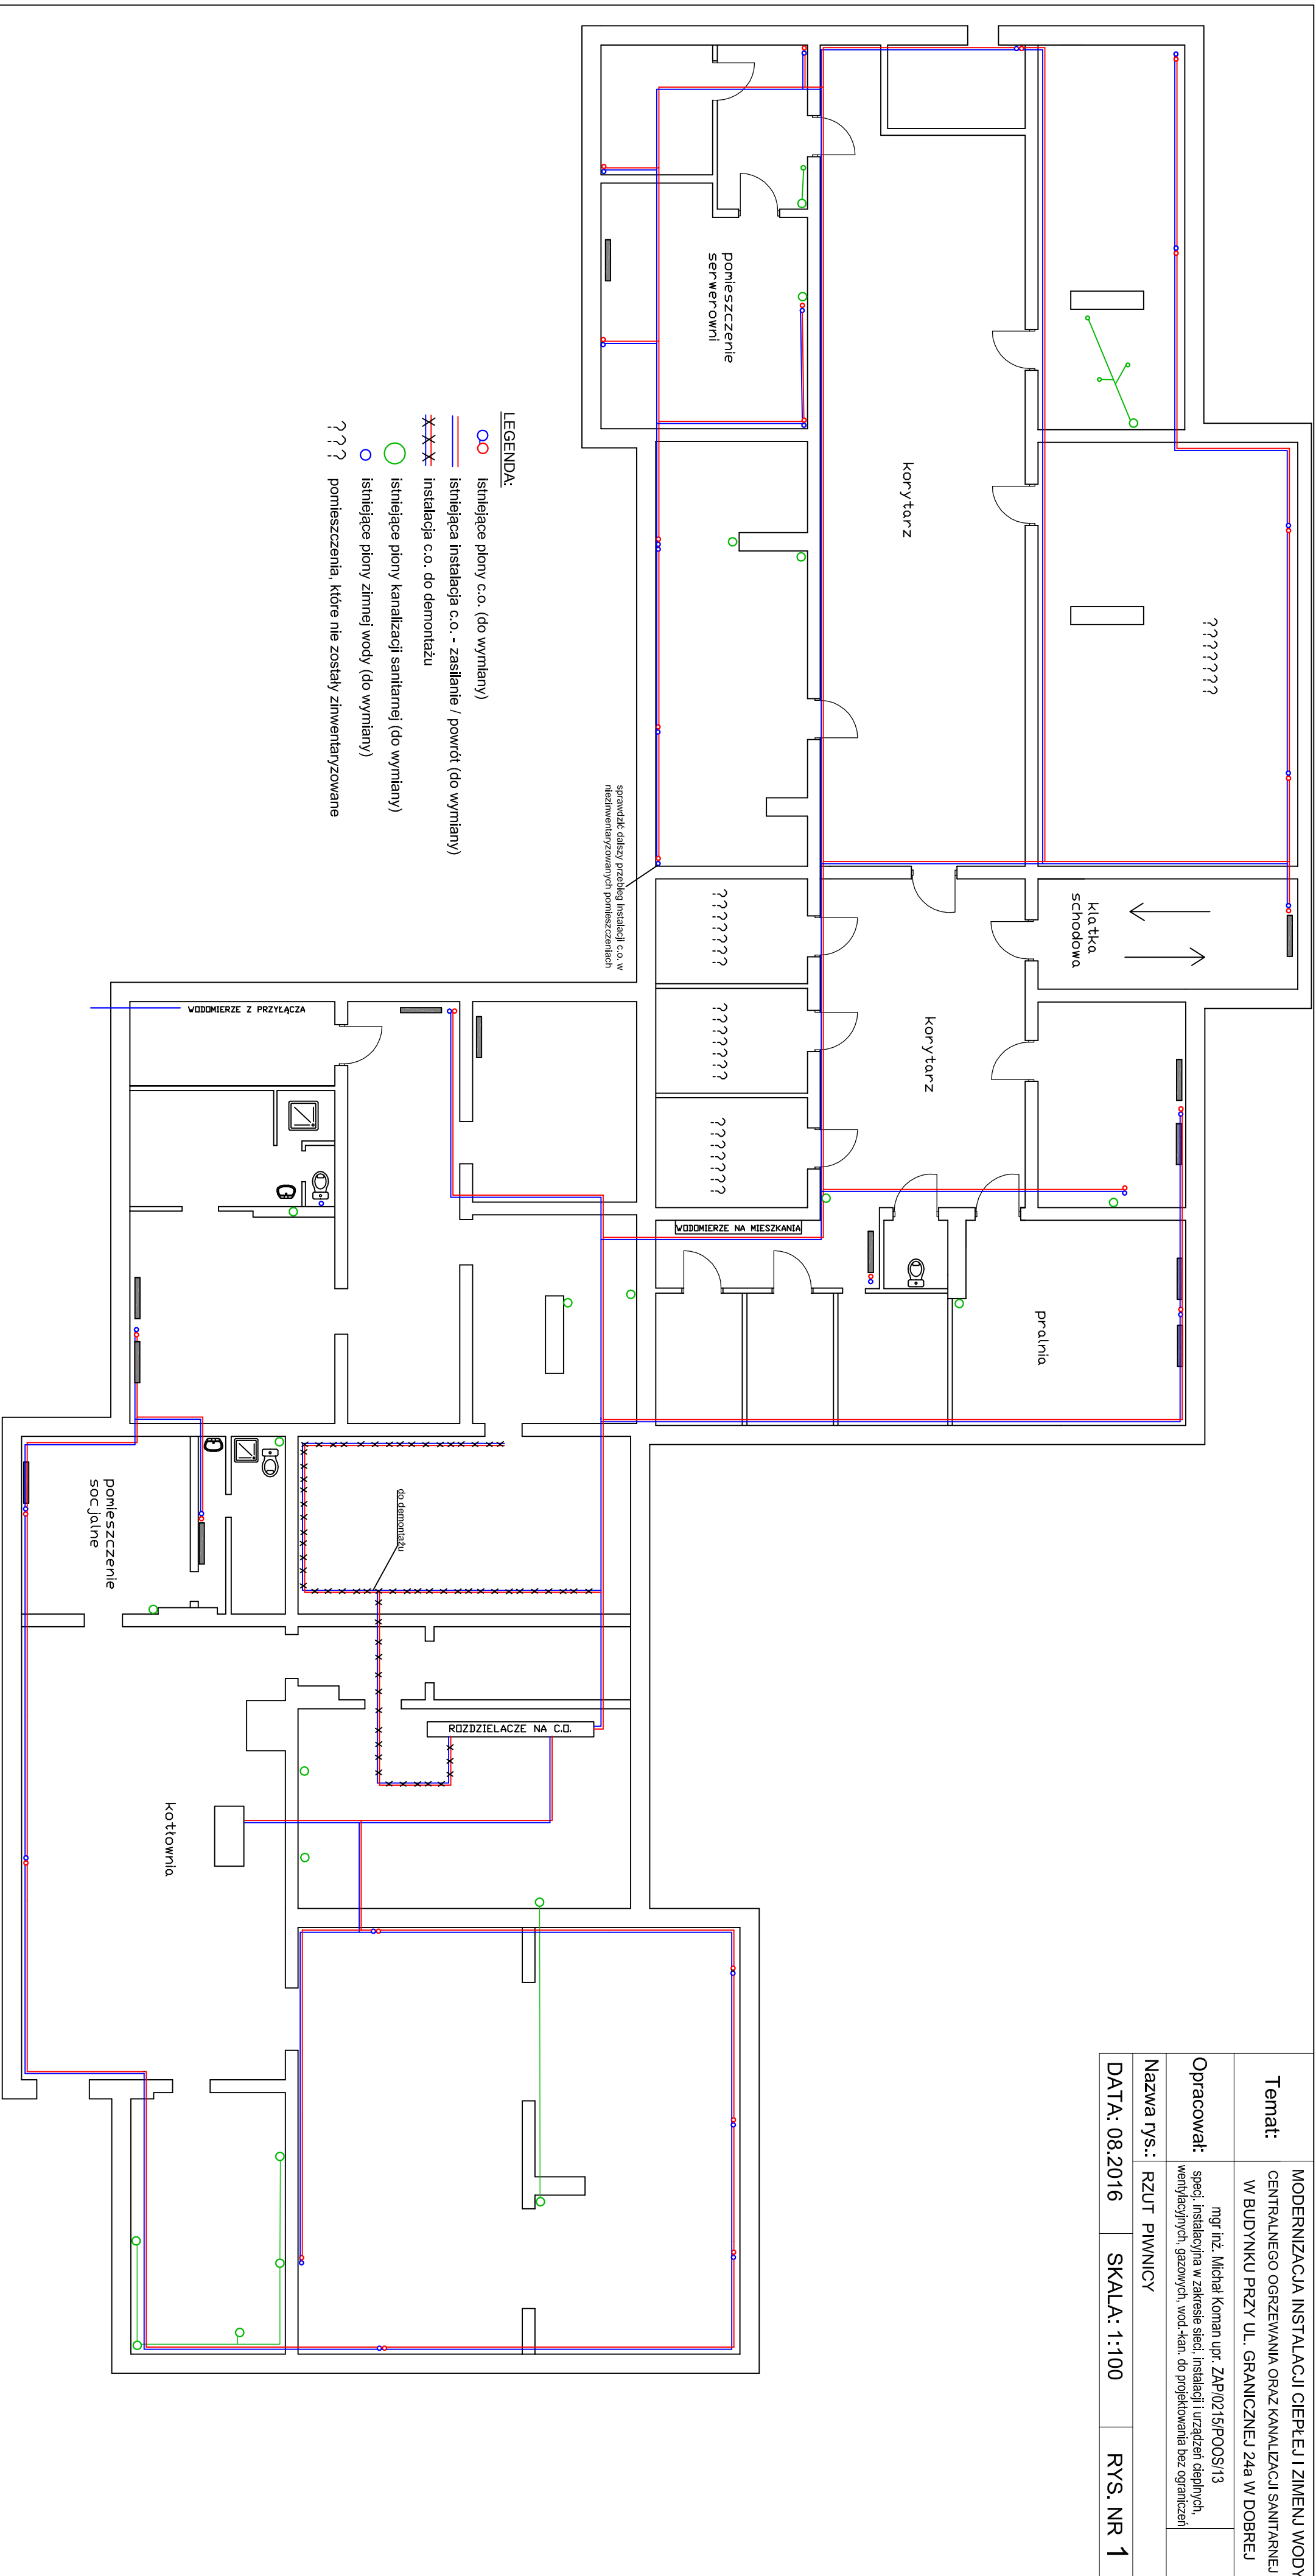 MODERNIZACJA INSTALACJI CIEPŁEJ I ZIMENJ WODY
Temat:
CENTRALNEGO OGRZEWANIA ORAZ KANALIZACJI SANITARNEJ
W BUDYNKU PRZY UL. GRANICZNEJ 24a W DOBREJ
Opracował:
mgr inż. Michał Koman upr. ZAP/0215/POOS/13
specj. instalacyjna w zakresie sieci, instalacji i urządzeń cieplnych,
wentylacyjnych, gazowych, wod.-kan. do projektowania bez ograniczeń
Nazwa rys.: RZUT PIWNICY
DATA: 08.2016 SKALA: 1:100 RYS. NR 1
???????
klatka
schodowa
pralnia
korytarz
korytarz
pomieszczenie
serwerowni
???????
???????
???????
WODOMIERZE NA MIESZKANIA
sprawdzić dalszy przebieg instalacji c.o. w
niezinwentaryzowanych pomieszczeniach
LEGENDA:
istniejące piony c.o. (do wymiany)
istniejąca instalacja c.o. - zasilanie / powrót (do wymiany)
instalacja c.o. do demontażu
istniejące piony kanalizacji sanitarnej (do wymiany)
istniejące piony zimnej wody (do wymiany)
??? pomieszczenia, które nie zostały zinwentaryzowane
WODOMIERZE Z PRZYŁĄCZA
do demontażu
ROZDZIELACZE NA C.O.
pomieszczenie
socjalne
kotłownia